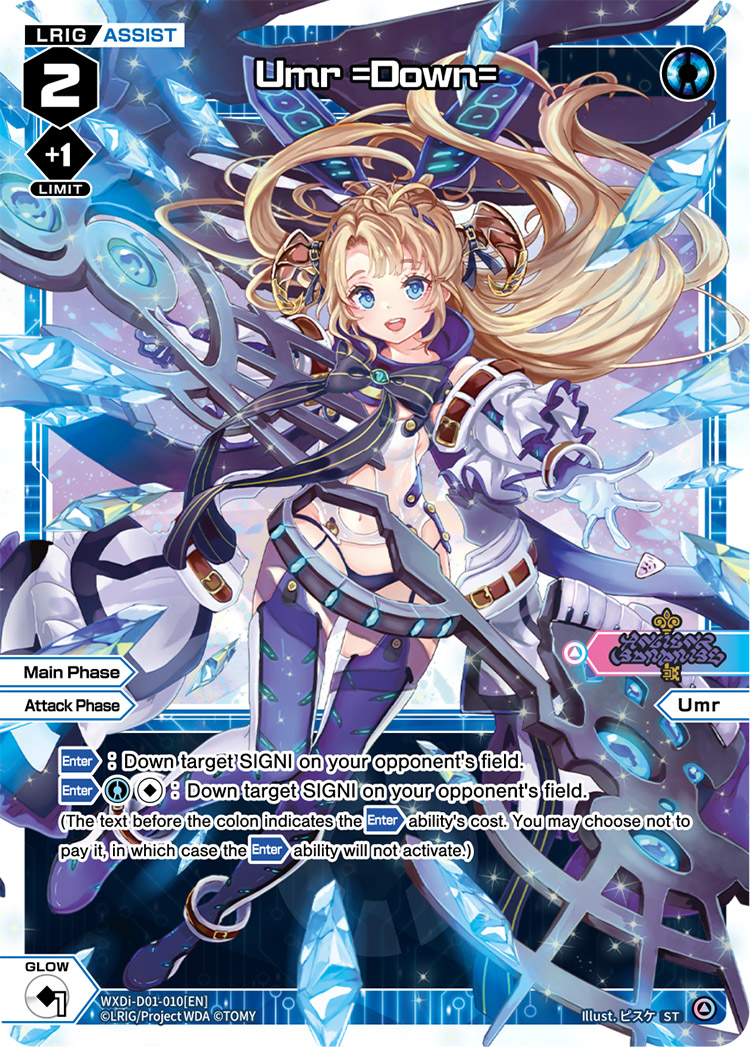 LRIG ASSIST
2
Umr =Down=
+1
LIMIT
Main Phase
Attack Phase
Umr
Enter : Down target SIGNI on your opponent's field.
Enter : Down target SIGNI on your opponent's field.
(The text before the colon indicates the Enter ability's cost. You may choose not to
pay it, in which case the Enter ability will not activate.)
GLOW
1
WXDi-D01-010[EN]
©LRIG/Project WDA ©TOMY
Illust. ビスケ ST